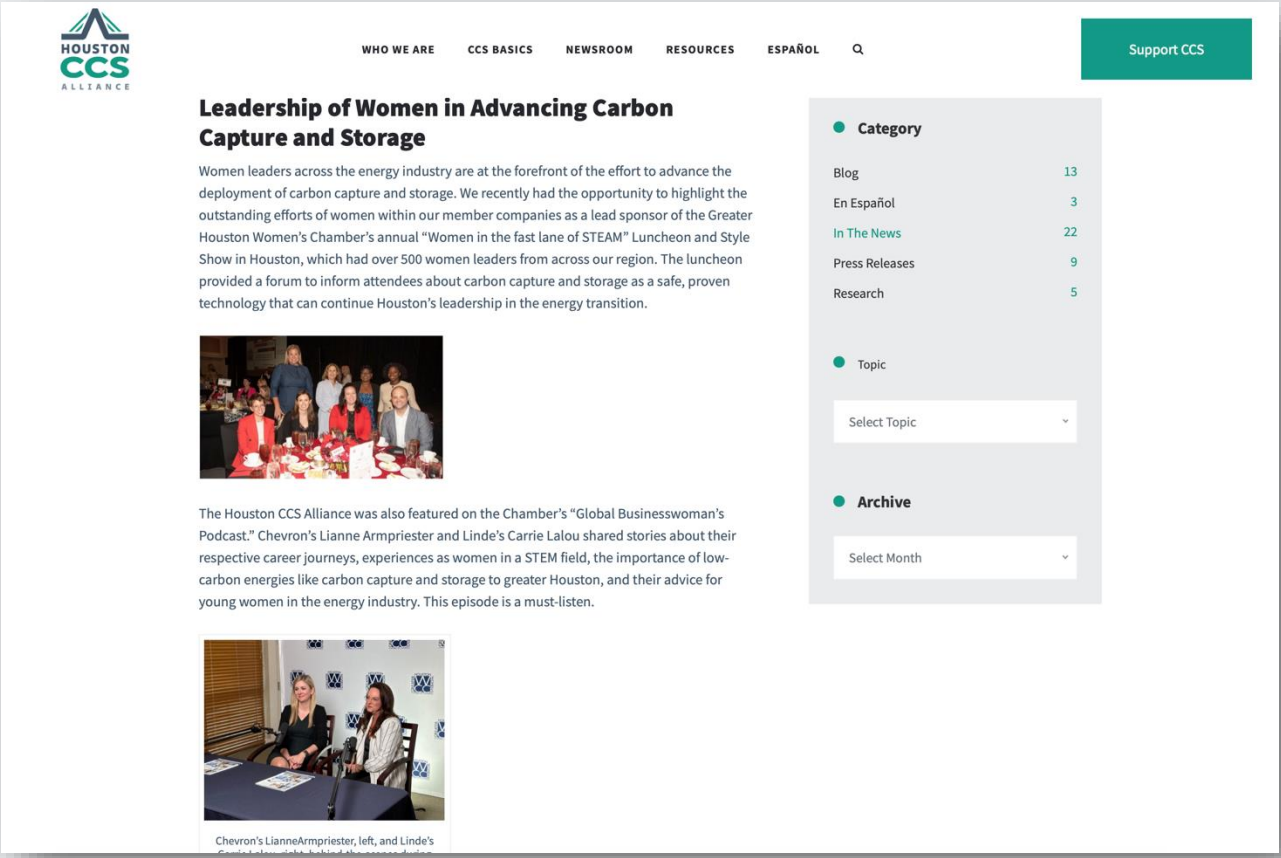 HOUSTON
CCS
ALLIANCE
WHO WE ARE
CCS BASICS
NEWSROOM
RESOURCES
ESPAÑOL
Support CCS
Leadership of Women in Advancing Carbon
Capture and Storage
Women leaders across the energy industry are at the forefront of the effort to advance the
deployment of carbon capture and storage. We recently had the opportunity to highlight the
outstanding efforts of women within our member companies as a lead sponsor of the Greater
Houston Women’s Chamber’s annual “Women in the fast lane of STEAM” Luncheon and Style
Show in Houston, which had over 500 women leaders from across our region. The luncheon
provided a forum to inform attendees about carbon capture and storage as a safe, proven
technology that can continue Houston’s leadership in the energy transition.
The Houston CCS Alliance was also featured on the Chamber’s “Global Businesswoman’s
Podcast.” Chevron’s Lianne Armpriester and Linde’s Carrie Lalou shared stories about their
respective career journeys, experiences as women in a STEM field, the importance of low-
carbon energies like carbon capture and storage to greater Houston, and their advice for
young women in the energy industry. This episode is a must-listen.
Chevron’s LianneArmpriester, left, and Linde’s
Carrie Lalou, right, behind the scenes during
Category
Blog 13
En Español 3
In The News 22
Press Releases 9
Research 5
Topic
Select Topic
Archive
Select Month